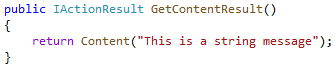 public IActionResult GetContentResult()
{
    return Content("This is a string message");
}